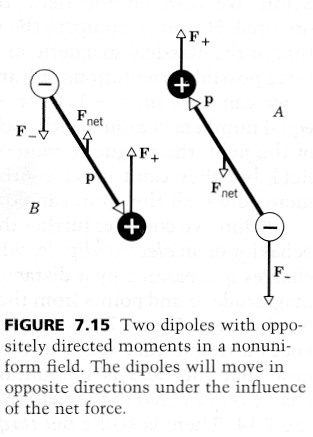 F+
p
A
Fnet
F−
F−
Fnet
F+
p
B
FIGURE 7.15 Two dipoles with oppo-
sitely directed moments in a nonuni-
form field. The dipoles will move in
opposite directions under the influence
of the net force.